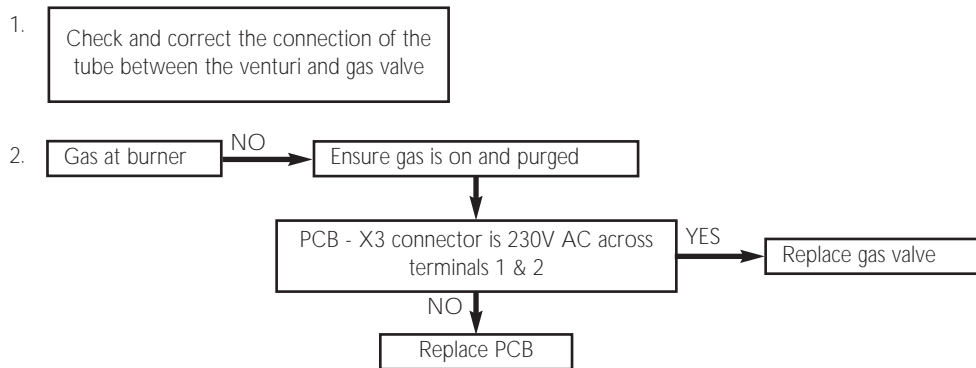 1.
Check and correct the connection of the
tube between the venturi and gas valve
2.
Gas at burner
NO
Ensure gas is on and purged
PCB - X3 connector is 230V AC across
terminals 1 & 2
YES
Replace gas valve
NO
Replace PCB